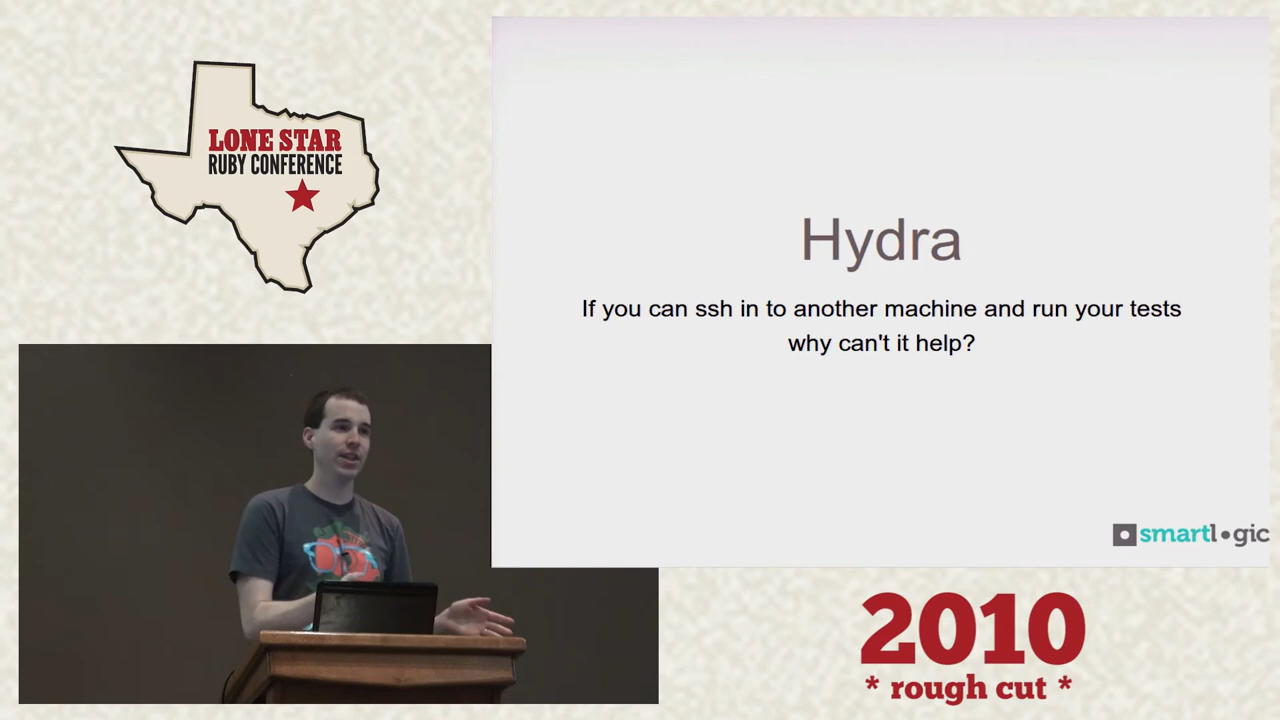 LONE STAR
RUBY CONFERENCE
Hydra
If you can ssh in to another machine and run your tests
why can't it help?
smartlogic
2010
* rough cut *